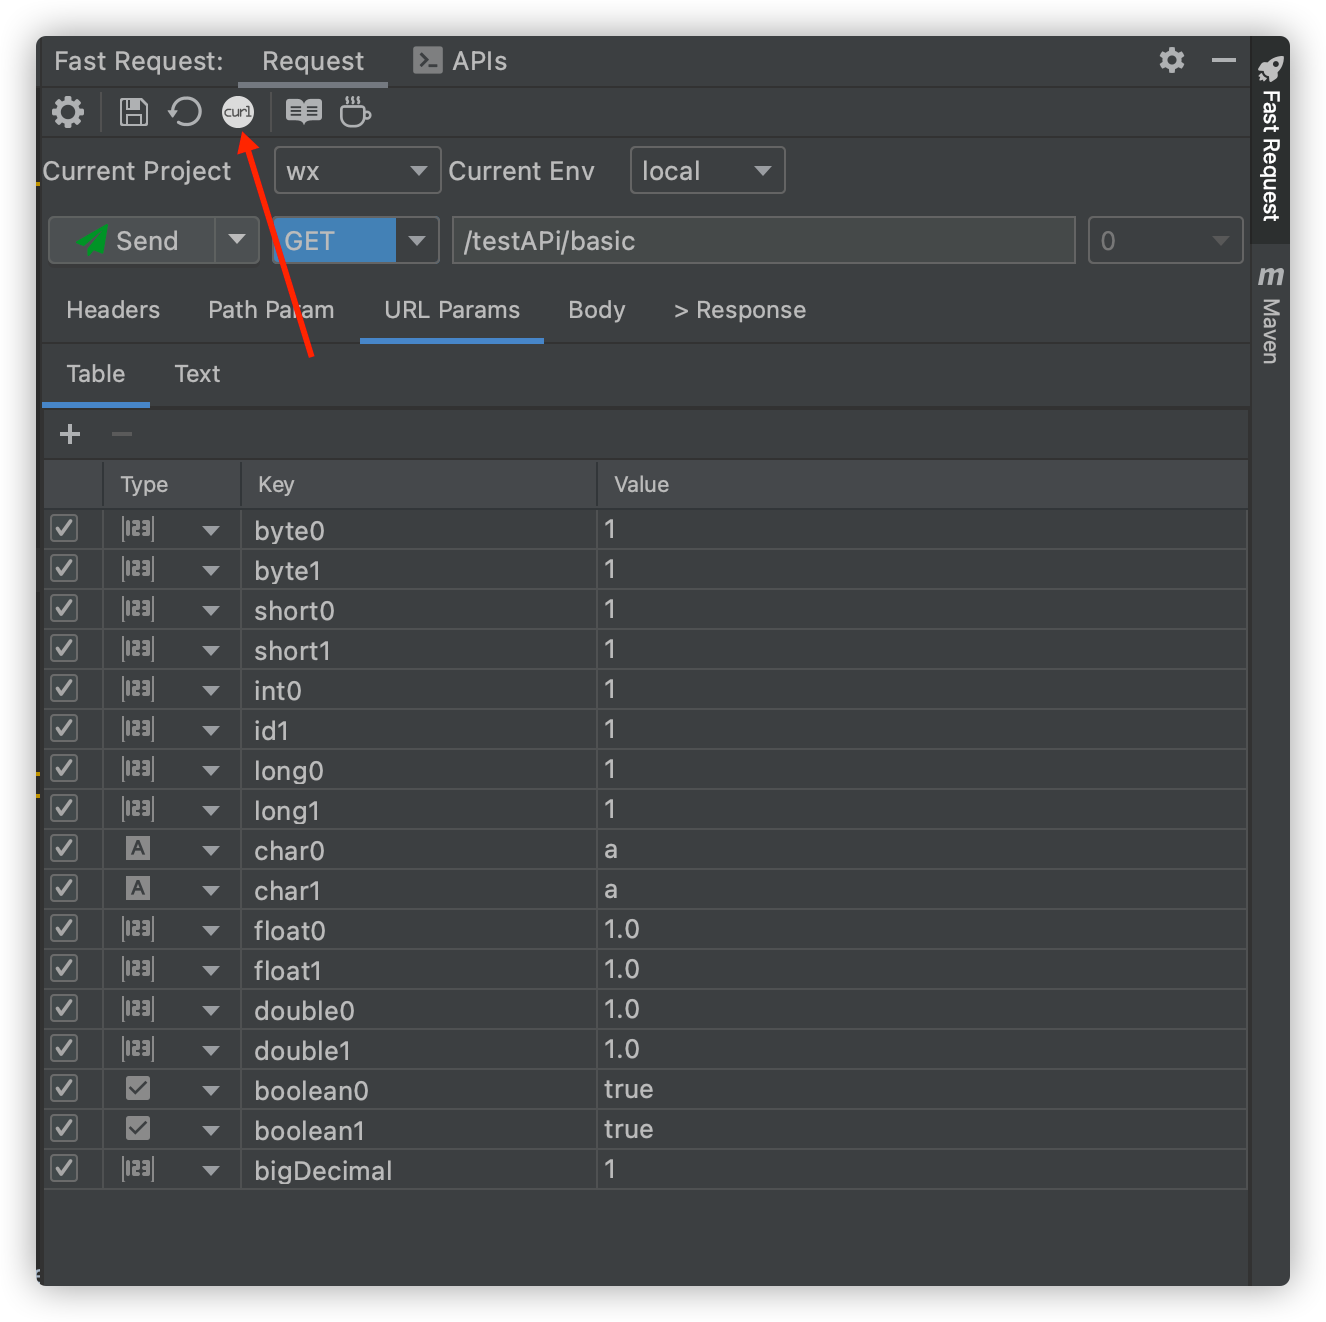 Fast Request: Request APIs
curl
Current Project wx Current Env local
Send GET /testAPi/basic 0
Headers Path Param URL Params Body > Response
Table Text
Type Key Value
123 byte0 1
123 byte1 1
123 short0 1
123 short1 1
123 int0 1
123 id1 1
123 long0 1
123 long1 1
A char0 a
A char1 a
123 float0 1.0
123 float1 1.0
123 double0 1.0
123 double1 1.0
boolean0 true
boolean1 true
123 bigDecimal 1
Fast Request
m Maven